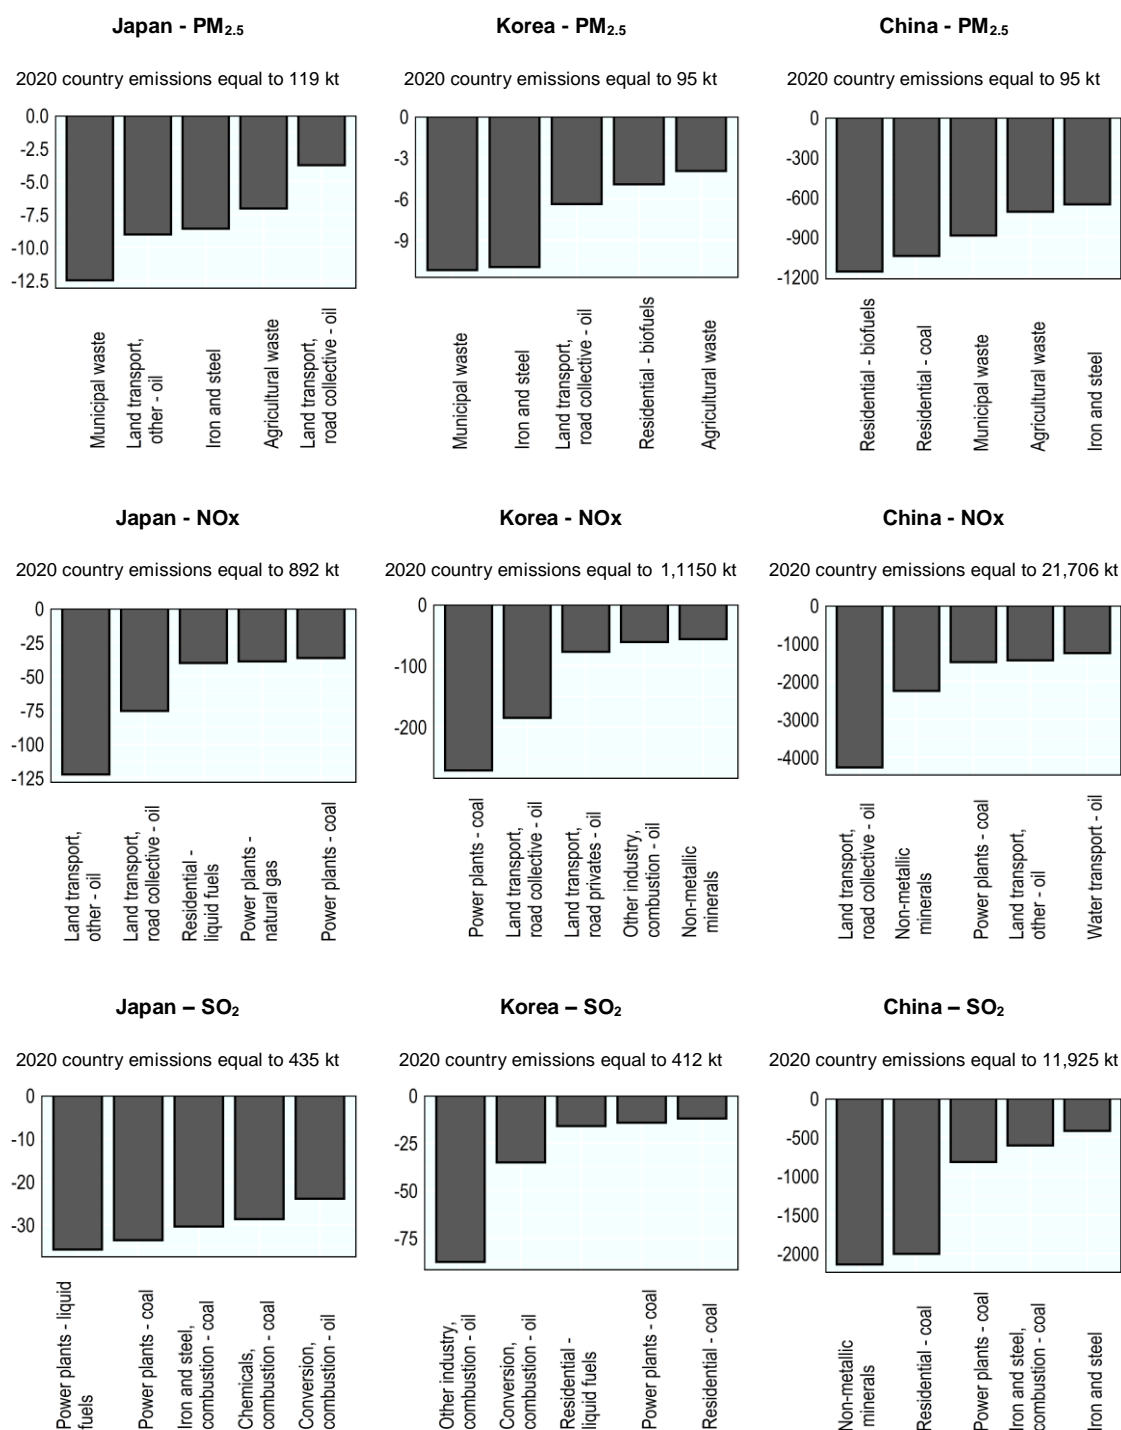 Japan - PM2.5
2020 country emissions equal to 119 kt
0.0
-2.5
-5.0
-7.5
-10.0
-12.5
Municipal waste
Land transport,
other - oil
Iron and steel
Agricultural waste
Land transport,
road collective - oil
Korea - PM2.5
2020 country emissions equal to 95 kt
0
-3
-6
-9
Municipal waste
Iron and steel
Land transport,
road collective - oil
Residential - biofuels
Agricultural waste
China - PM2.5
2020 country emissions equal to 95 kt
0
-300
-600
-900
-1200
Residential - biofuels
Residential - coal
Municipal waste
Agricultural waste
Iron and steel
Japan - NOx
2020 country emissions equal to 892 kt
0
-25
-50
-75
-100
-125
Land transport,
other - oil
Land transport,
road collective - oil
Residential -
liquid fuels
Power plants -
natural gas
Power plants - coal
Korea - NOx
2020 country emissions equal to 1,1150 kt
0
-100
-200
Power plants - coal
Land transport,
road collective - oil
Land transport,
road privates - oil
Other industry,
combustion - oil
Non-metallic
minerals
China - NOx
2020 country emissions equal to 21,706 kt
0
-1000
-2000
-3000
-4000
Land transport,
road collective - oil
Non-metallic
minerals
Power plants - coal
Land transport,
other - oil
Water transport - oil
Japan – SO2
2020 country emissions equal to 435 kt
0
-10
-20
-30
Power plants - liquid
fuels
Power plants - coal
Iron and steel,
combustion - coal
Chemicals,
combustion - coal
Conversion,
combustion - oil
Korea – SO2
2020 country emissions equal to 412 kt
0
-25
-50
-75
Other industry,
combustion - oil
Conversion,
combustion - oil
Residential -
liquid fuels
Power plants - coal
Residential - coal
China – SO2
2020 country emissions equal to 11,925 kt
0
-500
-1000
-1500
-2000
Non-metallic
minerals
Residential - coal
Power plants - coal
Iron and steel,
combustion - coal
Iron and steel